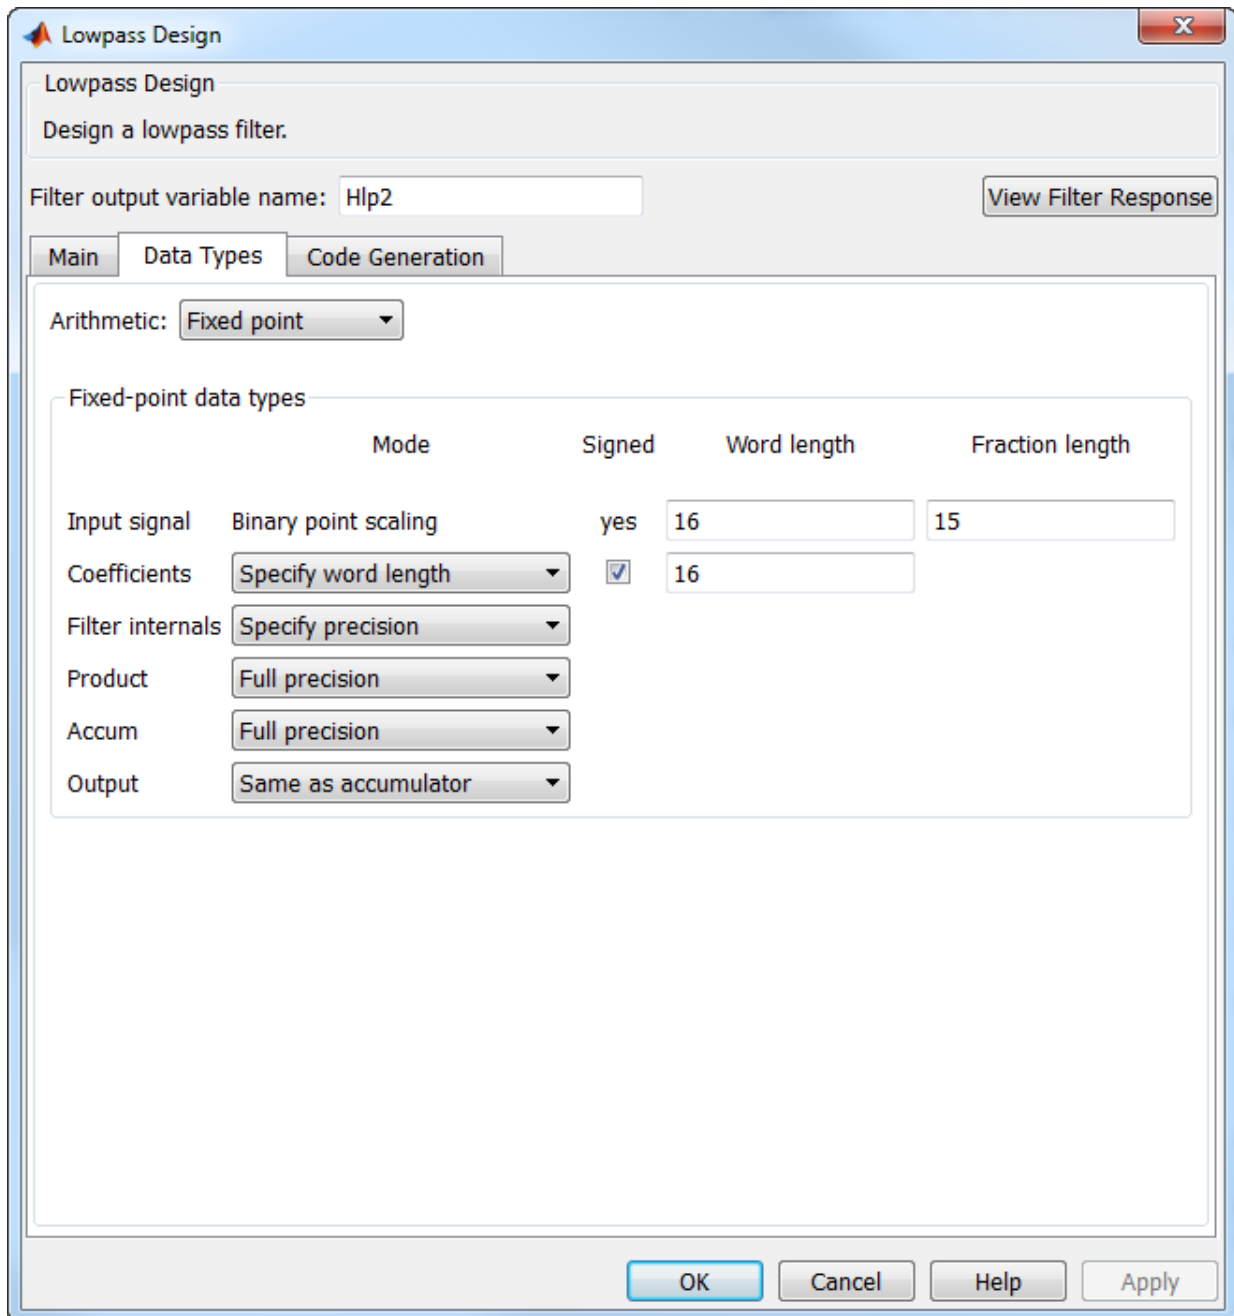 Lowpass Design
Lowpass Design
Design a lowpass filter.
Filter output variable name: Hlp2 View Filter Response
Main Data Types Code Generation
Arithmetic: Fixed point
Fixed-point data types
Mode Signed Word length Fraction length
Input signal Binary point scaling yes 16 15
Coefficients Specify word length 16
Filter internals Specify precision
Product Full precision
Accum Full precision
Output Same as accumulator
OK Cancel Help Apply